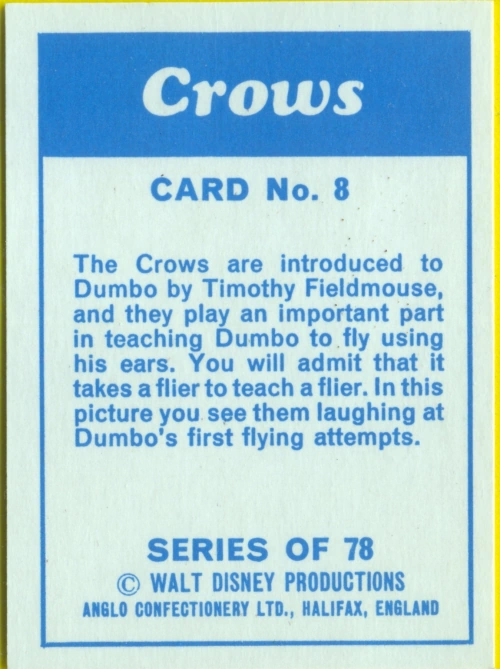 Crows
CARD No. 8
The Crows are introduced to
Dumbo by Timothy Fieldmouse,
and they play an important part
in teaching Dumbo to fly using
his ears. You will admit that it
takes a flier to teach a flier. In this
picture you see them laughing at
Dumbo's first flying attempts.
SERIES OF 78
© WALT DISNEY PRODUCTIONS
ANGLO CONFECTIONERY LTD., HALIFAX, ENGLAND